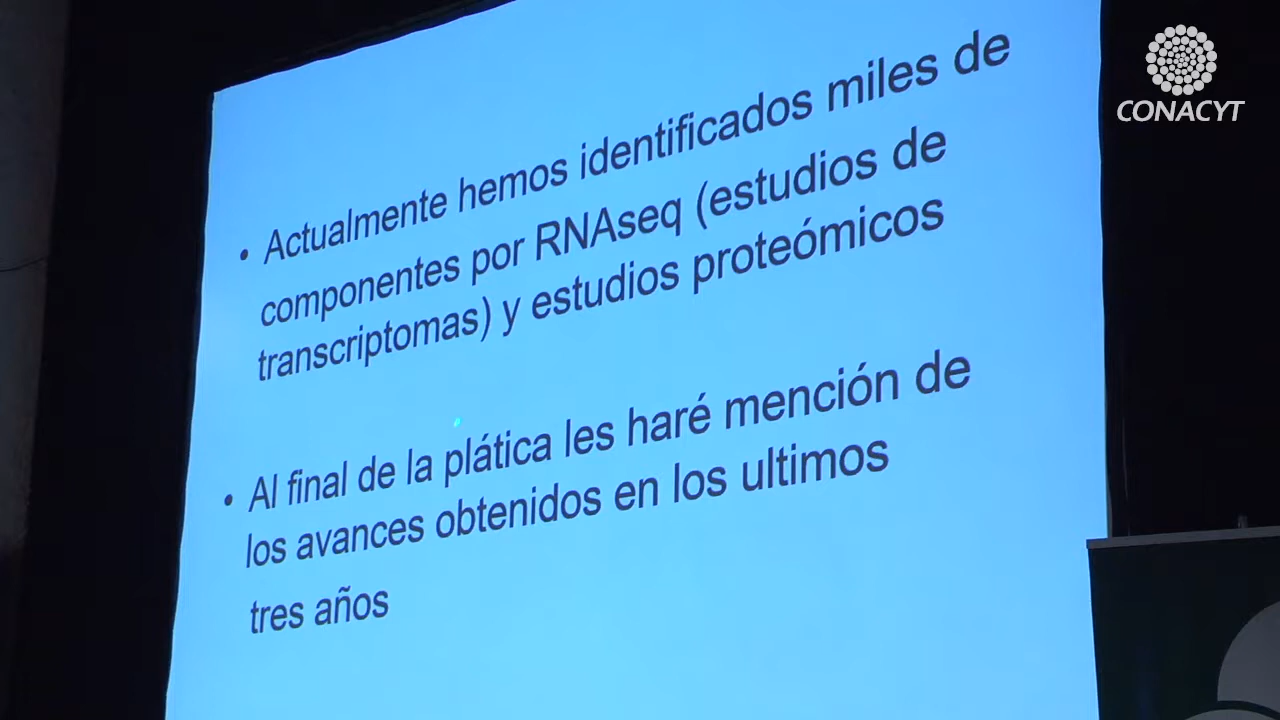 CONACYT
• Actualmente hemos identificados miles de
componentes por RNAseq (estudios de
transcriptomas) y estudios proteómicos
• Al final de la plática les haré mención de
los avances obtenidos en los ultimos
tres años